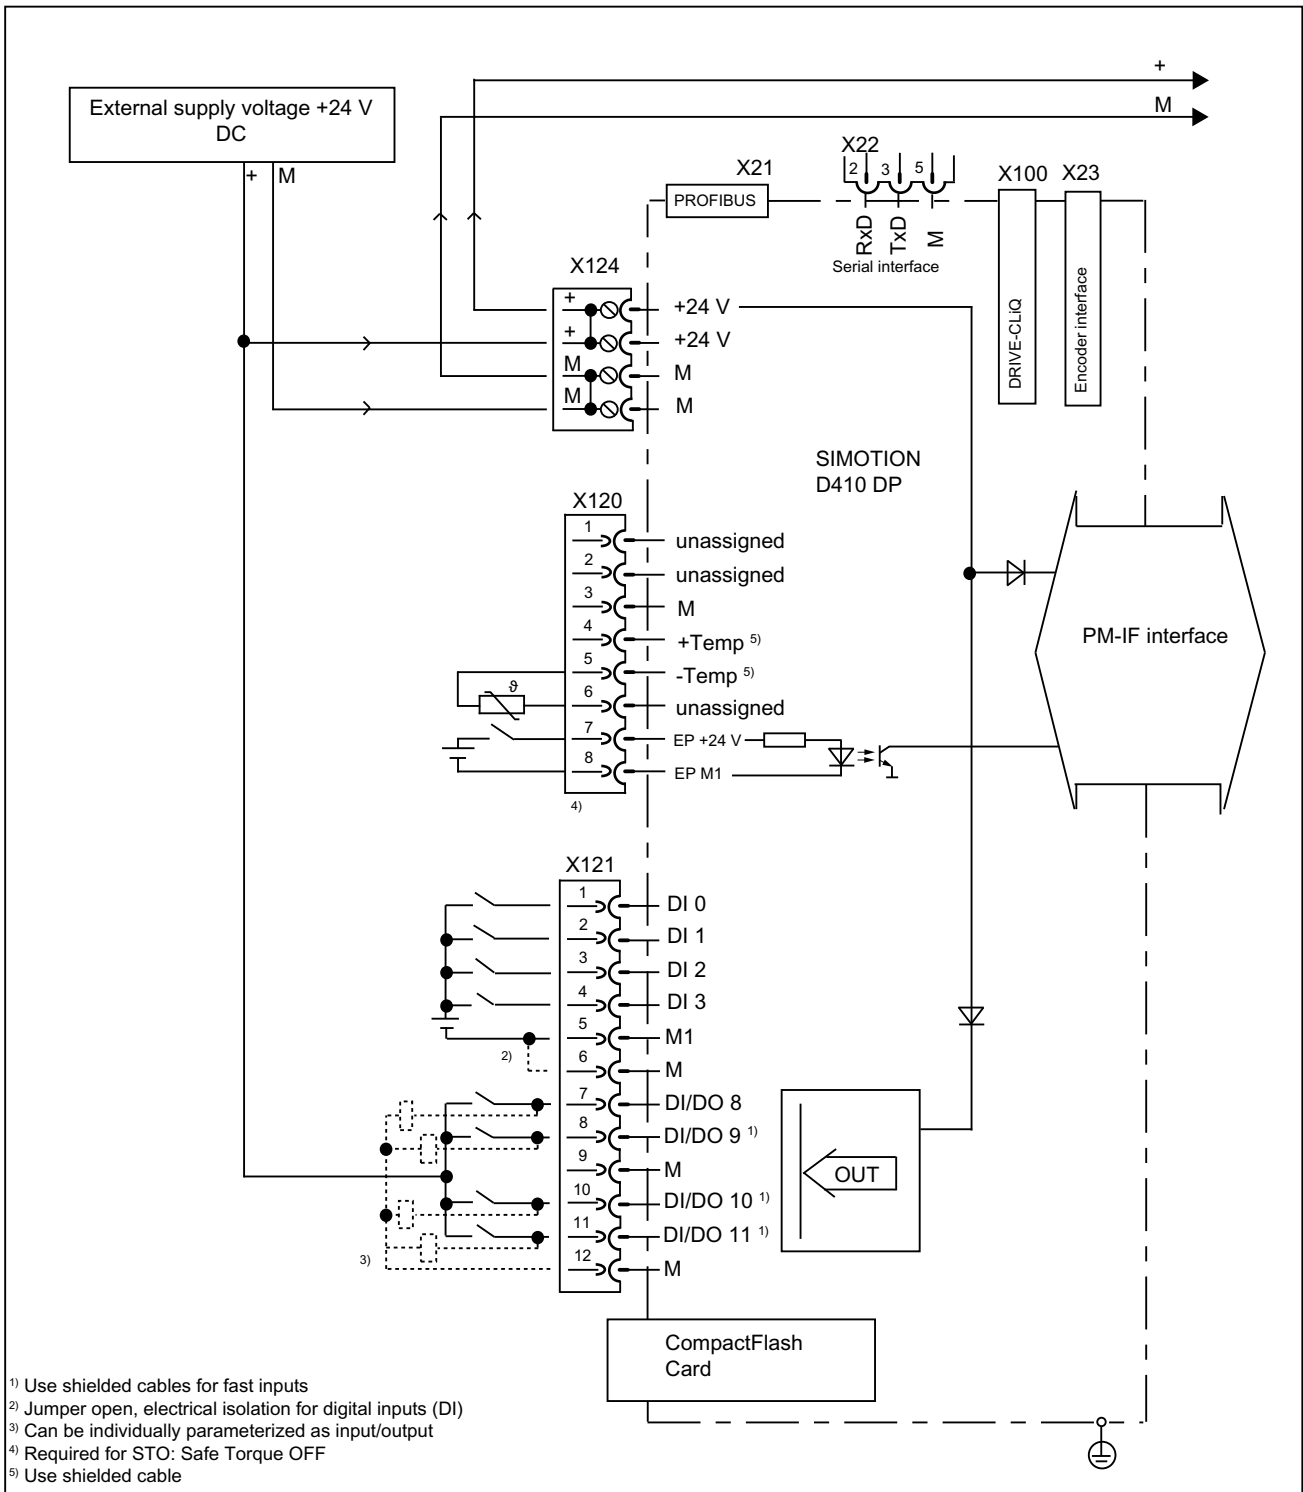 +
M
External supply voltage +24 V
DC
+ M
X21
PROFIBUS
X22
2 3 5
RxD
TxD
M
Serial interface
X100
DRIVE-CLiQ
X23
Encoder interface
X124
+ +24 V
+ +24 V
M M
M M
SIMOTION
D410 DP
X120
1 unassigned
2 unassigned
3 M
4 +Temp 5)
5 -Temp 5)
ϑ
6 unassigned
7 EP +24 V
8 EP M1
4)
PM-IF interface
X121
1 DI 0
2 DI 1
3 DI 2
4 DI 3
5 M1
2)
6 M
7 DI/DO 8
8 DI/DO 9 1)
9 M
10 DI/DO 10 1)
11 DI/DO 11 1)
3)
12 M
OUT
CompactFlash
Card
1) Use shielded cables for fast inputs
2) Jumper open, electrical isolation for digital inputs (DI)
3) Can be individually parameterized as input/output
4) Required for STO: Safe Torque OFF
5) Use shielded cable